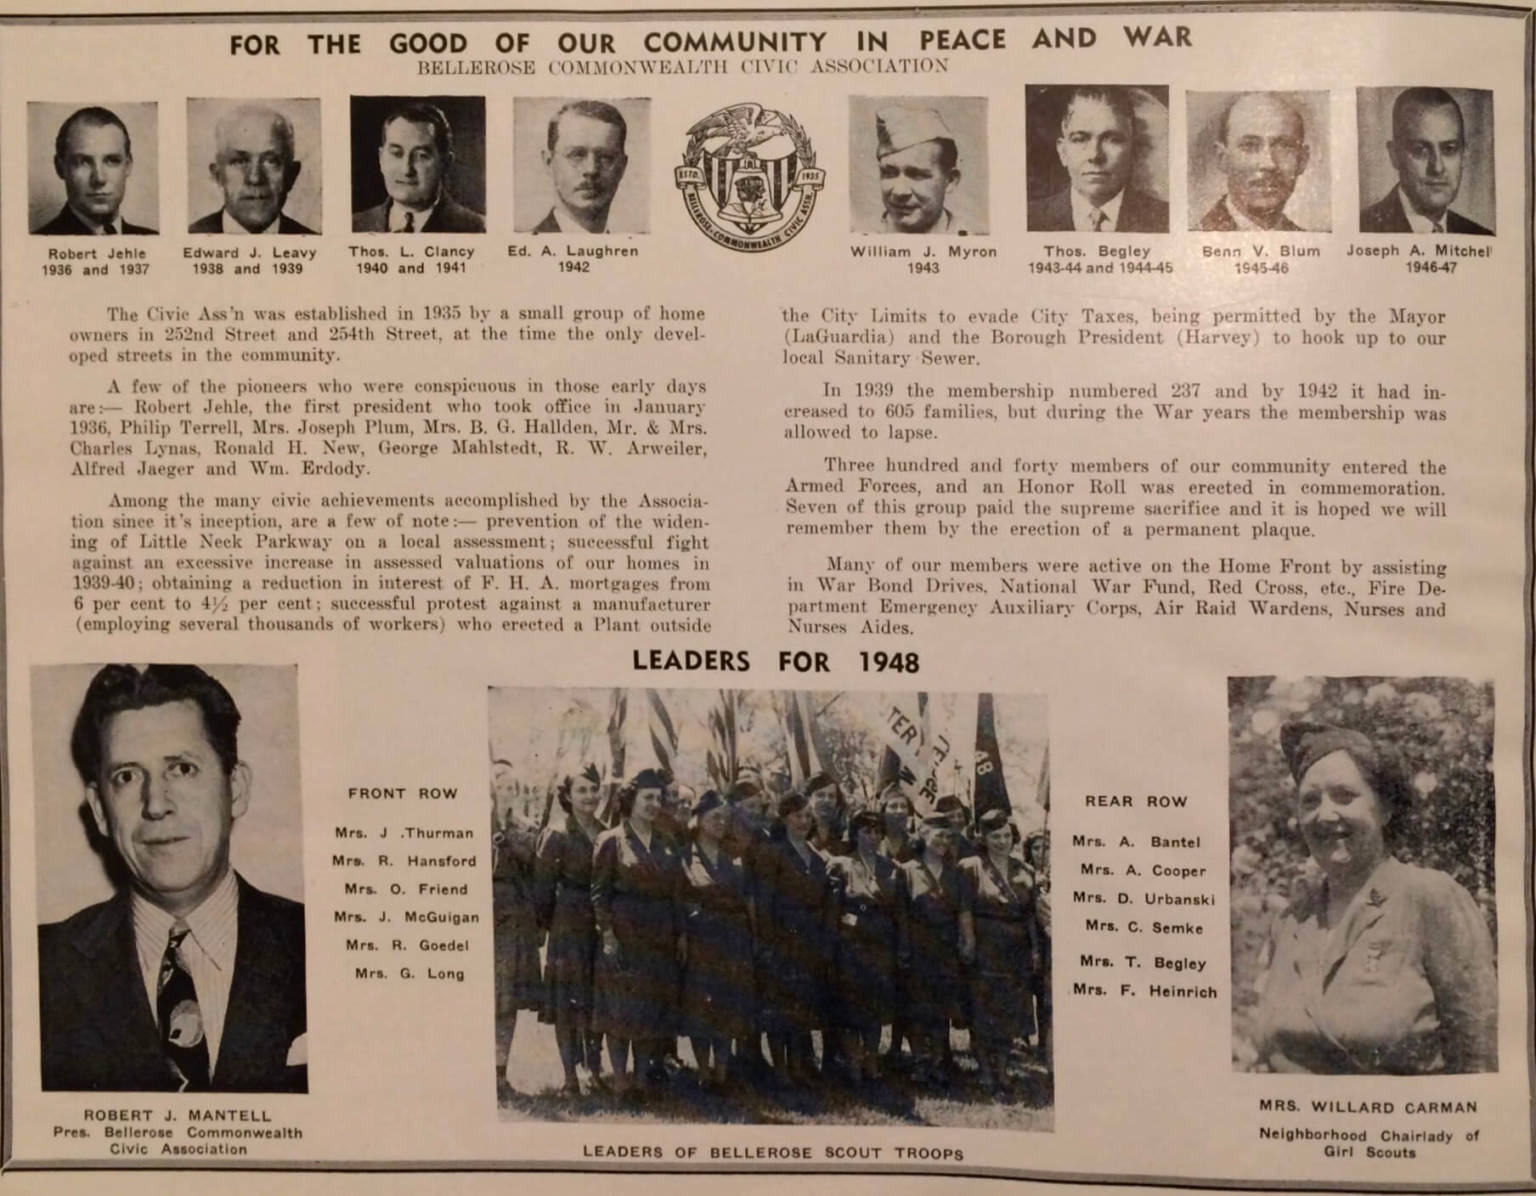 FOR THE GOOD OF OUR COMMUNITY IN PEACE AND WAR
BELLEROSE COMMONWEALTH CIVIC ASSOCIATION
ESTD. 1935
BELLEROSE-COMMONWEALTH CIVIC ASSN.
Robert Jehle
1936 and 1937
Edward J. Leavy
1938 and 1939
Thos. L. Clancy
1940 and 1941
Ed. A. Laughren
1942
William J. Myron
1943
Thos. Begley
1943-44 and 1944-45
Benn V. Blum
1945-46
Joseph A. Mitchel
1946-47
The Civic Ass'n was established in 1935 by a small group of home
owners in 252nd Street and 254th Street, at the time the only devel-
oped streets in the community.
A few of the pioneers who were conspicuous in those early days
are:— Robert Jehle, the first president who took office in January
1936, Philip Terrell, Mrs. Joseph Plum, Mrs. B. G. Hallden, Mr. & Mrs.
Charles Lynas, Ronald H. New, George Mahlstedt, R. W. Arweiler,
Alfred Jaeger and Wm. Erdody.
Among the many civic achievements accomplished by the Associa-
tion since it's inception, are a few of note:— prevention of the widen-
ing of Little Neck Parkway on a local assessment; successful fight
against an excessive increase in assessed valuations of our homes in
1939-40; obtaining a reduction in interest of F. H. A. mortgages from
6 per cent to 4½ per cent; successful protest against a manufacturer
(employing several thousands of workers) who erected a Plant outside
the City Limits to evade City Taxes, being permitted by the Mayor
(LaGuardia) and the Borough President (Harvey) to hook up to our
local Sanitary Sewer.
In 1939 the membership numbered 237 and by 1942 it had in-
creased to 605 families, but during the War years the membership was
allowed to lapse.
Three hundred and forty members of our community entered the
Armed Forces, and an Honor Roll was erected in commemoration.
Seven of this group paid the supreme sacrifice and it is hoped we will
remember them by the erection of a permanent plaque.
Many of our members were active on the Home Front by assisting
in War Bond Drives, National War Fund, Red Cross, etc., Fire De-
partment Emergency Auxiliary Corps, Air Raid Wardens, Nurses and
Nurses Aides.
LEADERS FOR 1948
FRONT ROW
Mrs. J .Thurman
Mrs. R. Hansford
Mrs. O. Friend
Mrs. J. McGuigan
Mrs. R. Goedel
Mrs. G. Long
TER
48
REAR ROW
Mrs. A. Bantel
Mrs. A. Cooper
Mrs. D. Urbanski
Mrs. C. Semke
Mrs. T. Begley
Mrs. F. Heinrich
ROBERT J. MANTELL
Pres. Bellerose Commonwealth
Civic Association
LEADERS OF BELLEROSE SCOUT TROOPS
MRS. WILLARD CARMAN
Neighborhood Chairlady of
Girl Scouts